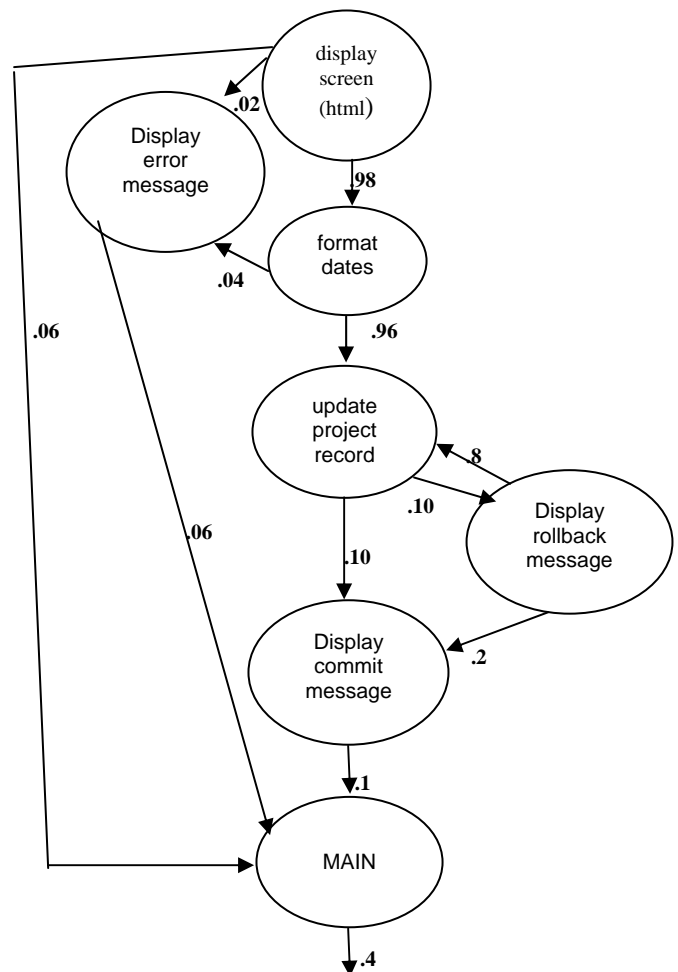 display
screen
(html)
.02
Display
error
message
.98
format
dates
.04
.06
.96
update
project
record
.8
.10
Display
rollback
message
.06
.10
Display
commit
message
.2
.1
MAIN
.4